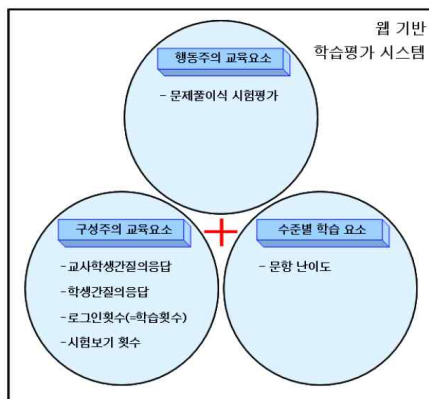 웹 기반
학습평가 시스템
행동주의 교육요소
- 문제풀이식 시험평가
구성주의 교육요소
-교사학생간질의응답
-학생간질의응답
-로그인횟수(=학습횟수)
-시험보기 횟수
수준별 학습 요소
- 문항 난이도